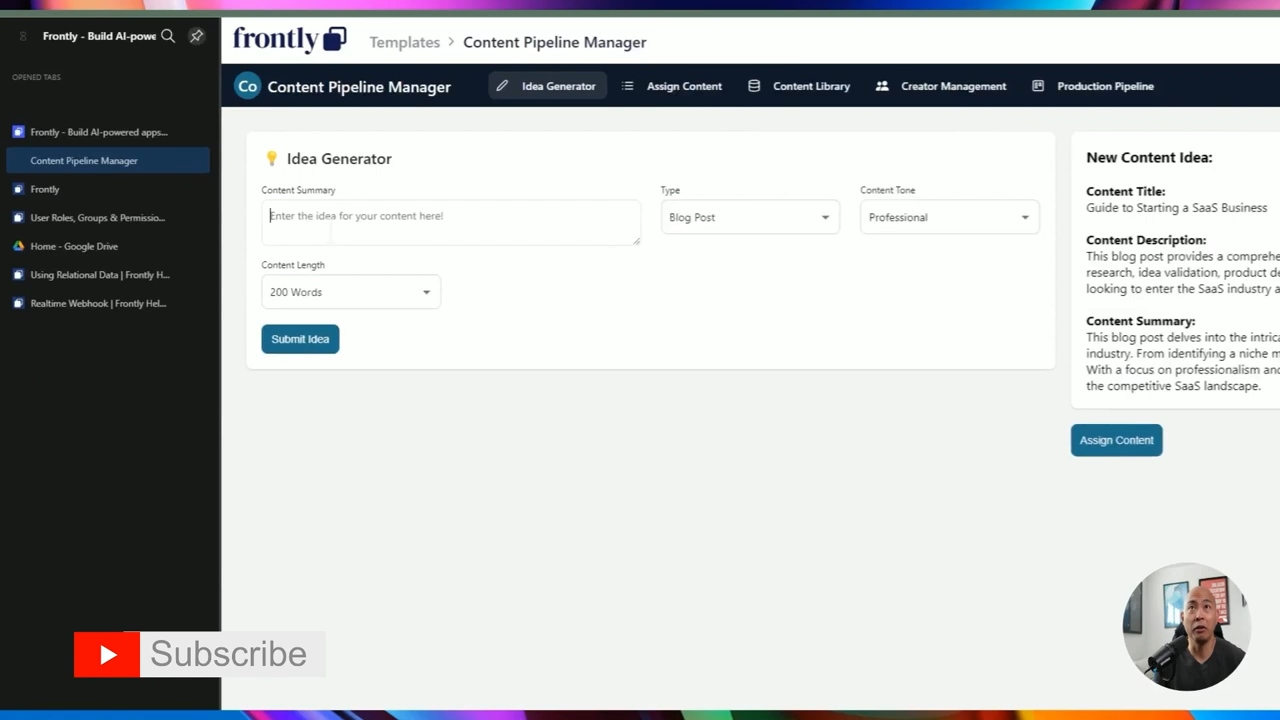 Frontly - Build AI-powe
OPENED TABS
Frontly - Build AI-powered apps...
Content Pipeline Manager
Frontly
User Roles, Groups & Permissio...
Home - Google Drive
Using Relational Data | Frontly H...
Realtime Webhook | Frontly Hel...
frontly
Templates > Content Pipeline Manager
Co Content Pipeline Manager
Idea Generator
Assign Content
Content Library
Creator Management
Production Pipeline
Idea Generator
Content Summary
Enter the idea for your content here!
Type
Blog Post
Content Tone
Professional
Content Length
200 Words
Submit Idea
New Content Idea:
Content Title:
Guide to Starting a SaaS Business
Content Description:
This blog post provides a comprehe
research, idea validation, product de
looking to enter the SaaS industry a
Content Summary:
This blog post delves into the intrica
industry. From identifying a niche m
With a focus on professionalism and
the competitive SaaS landscape.
Assign Content
Subscribe